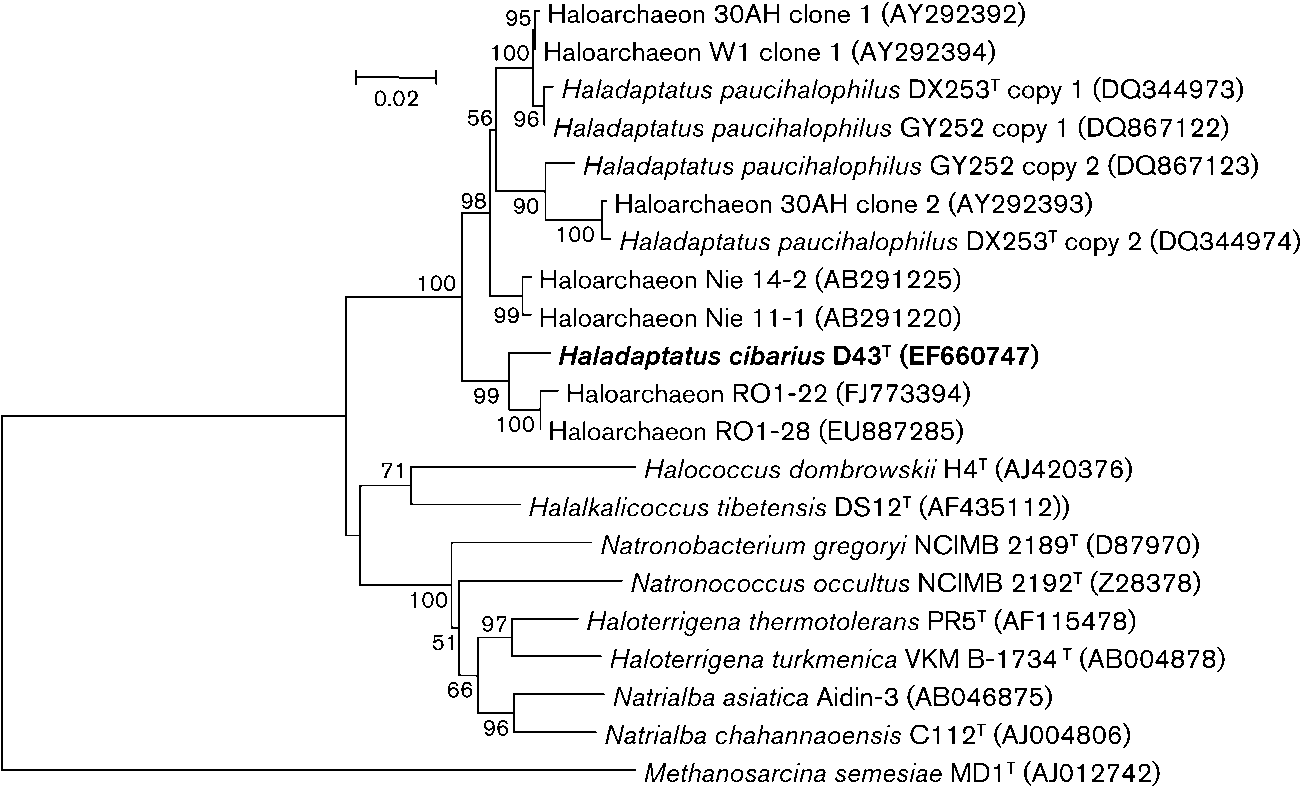 95 Haloarchaeon 30AH clone 1 (AY292392)
100 Haloarchaeon W1 clone 1 (AY292394)
0.02
Haladaptatus paucihalophilus DX253ᵀ copy 1 (DQ344973)
56 96 Haladaptatus paucihalophilus GY252 copy 1 (DQ867122)
Haladaptatus paucihalophilus GY252 copy 2 (DQ867123)
98 90 Haloarchaeon 30AH clone 2 (AY292393)
100 Haladaptatus paucihalophilus DX253ᵀ copy 2 (DQ344974)
100 Haloarchaeon Nie 14-2 (AB291225)
99 Haloarchaeon Nie 11-1 (AB291220)
Haladaptatus cibarius D43ᵀ (EF660747)
99 Haloarchaeon RO1-22 (FJ773394)
100 Haloarchaeon RO1-28 (EU887285)
71 Halococcus dombrowskii H4ᵀ (AJ420376)
Halalkalicoccus tibetensis DS12ᵀ (AF435112))
Natronobacterium gregoryi NCIMB 2189ᵀ (D87970)
100 Natronococcus occultus NCIMB 2192ᵀ (Z28378)
51 97 Haloterrigena thermotolerans PR5ᵀ (AF115478)
Haloterrigena turkmenica VKM B-1734 ᵀ (AB004878)
66 Natrialba asiatica Aidin-3 (AB046875)
96 Natrialba chahannaoensis C112ᵀ (AJ004806)
Methanosarcina semesiae MD1ᵀ (AJ012742)